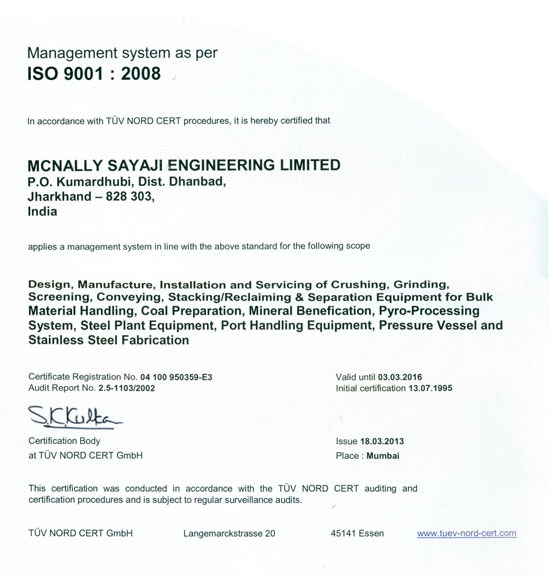 Management system as per
ISO 9001 : 2008
In accordance with TÜV NORD CERT procedures, it is hereby certified that
MCNALLY SAYAJI ENGINEERING LIMITED
P.O. Kumardhubi, Dist. Dhanbad,
Jharkhand – 828 303,
India
applies a management system in line with the above standard for the following scope
Design, Manufacture, Installation and Servicing of Crushing, Grinding,
Screening, Conveying, Stacking/Reclaiming & Separation Equipment for Bulk
Material Handling, Coal Preparation, Mineral Benefication, Pyro-Processing
System, Steel Plant Equipment, Port Handling Equipment, Pressure Vessel and
Stainless Steel Fabrication
Certificate Registration No. 04 100 950359-E3
Audit Report No. 2.5-1103/2002
Valid until 03.03.2016
Initial certification 13.07.1995
S.K.Kulka
Certification Body
at TÜV NORD CERT GmbH
Issue 18.03.2013
Place : Mumbai
This certification was conducted in accordance with the TÜV NORD CERT auditing and
certification procedures and is subject to regular surveillance audits.
TÜV NORD CERT GmbH Langemarckstrasse 20 45141 Essen www.tuev-nord-cert.com